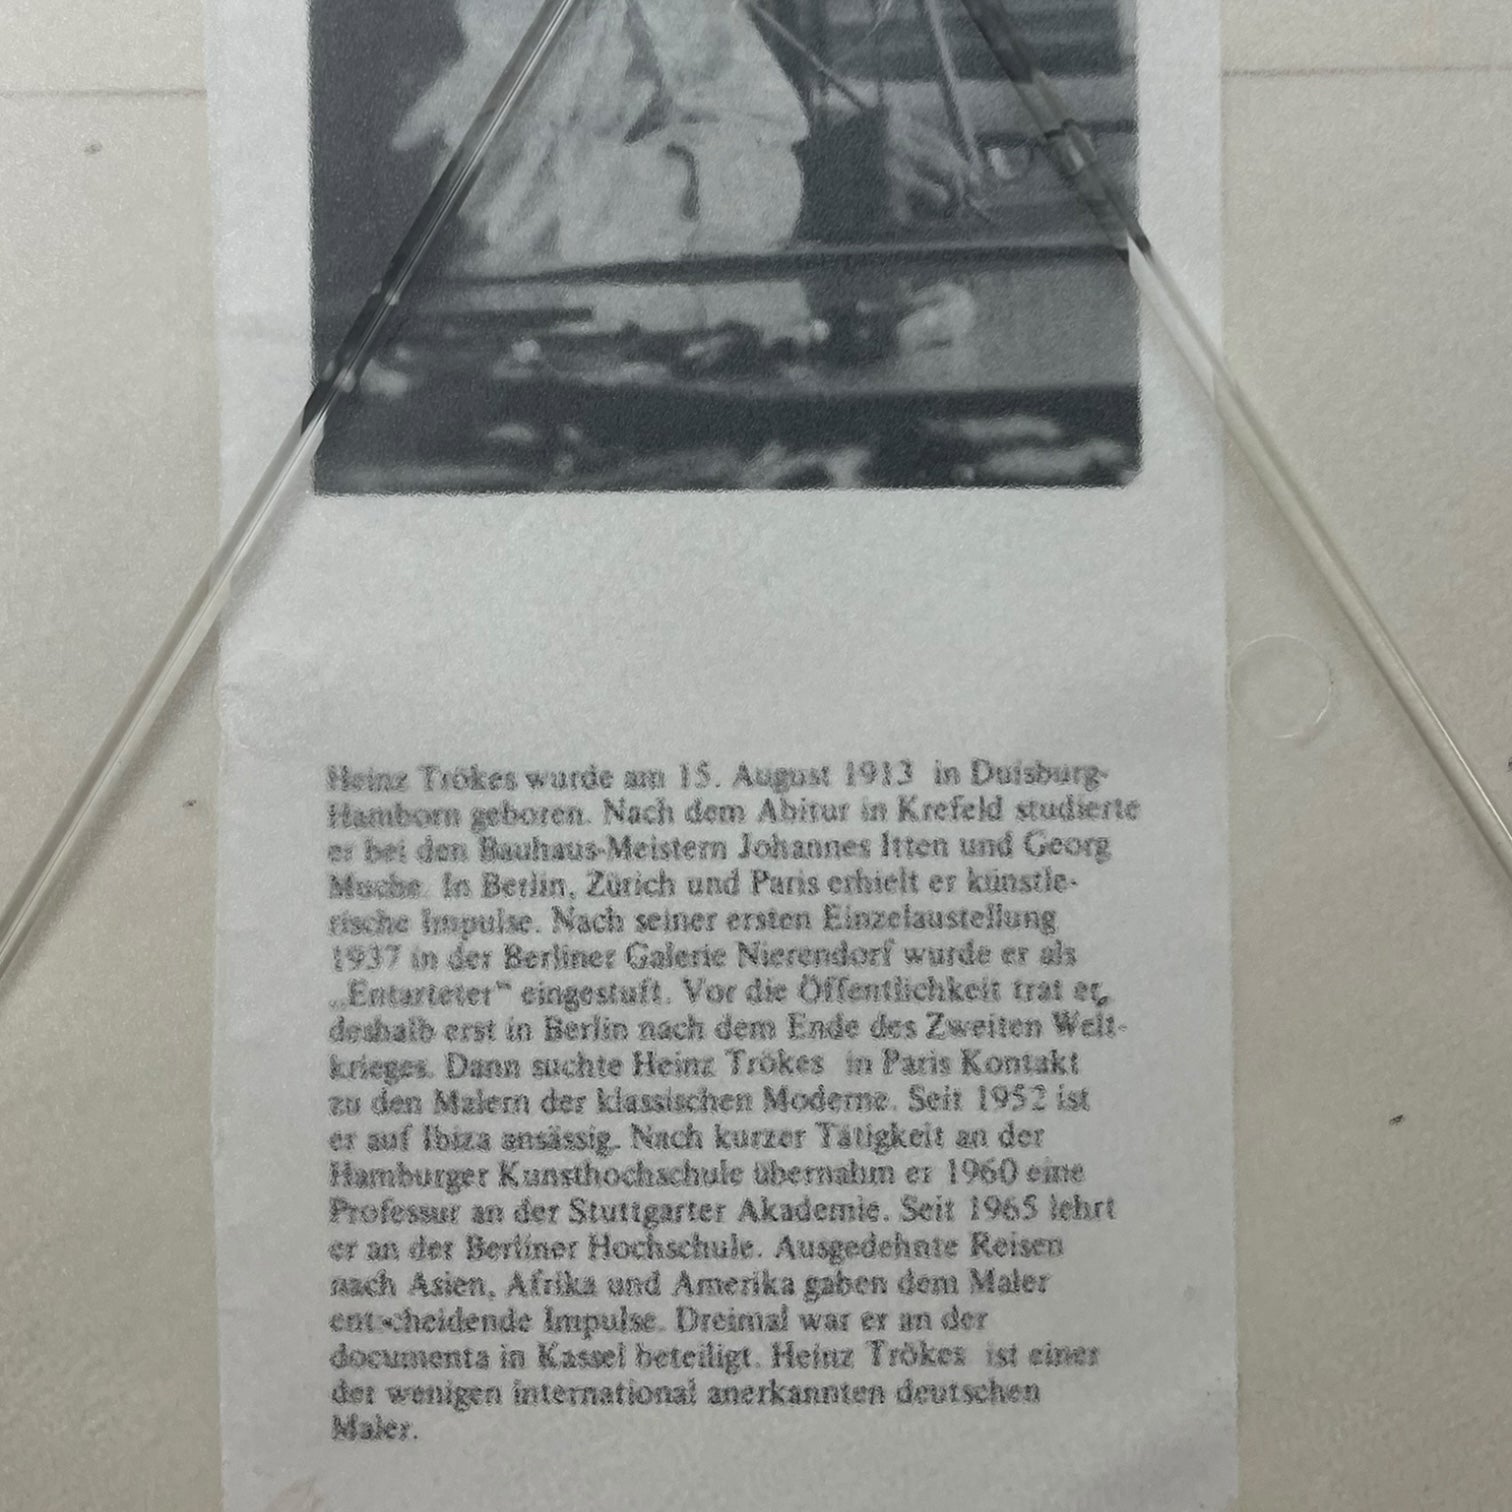 Heinz Trökes wurde am 15. August 1913 in Duisburg-
Hamborn geboren. Nach dem Abitur in Krefeld studierte
er bei den Bauhaus-Meistern Johannes Itten und Georg
Muche. In Berlin, Zürich und Paris erhielt er künstle-
rische Impulse. Nach seiner ersten Einzelaustellung
1937 in der Berliner Galerie Nierendorf wurde er als
„Entarteter“ eingestuft. Vor die Öffentlichkeit trat er,
deshalb erst in Berlin nach dem Ende des Zweiten Welt-
krieges. Dann suchte Heinz Trökes in Paris Kontakt
zu den Malern der klassischen Moderne. Seit 1952 ist
er auf Ibiza ansässig. Nach kurzer Tätigkeit an der
Hamburger Kunsthochschule übernahm er 1960 eine
Professur an der Stuttgarter Akademie. Seit 1965 lehrt
er an der Berliner Hochschule. Ausgedehnte Reisen
nach Asien, Afrika und Amerika gaben dem Maler
entscheidende Impulse. Dreimal war er an der
documenta in Kassel beteiligt. Heinz Trökes ist einer
der wenigen international anerkannten deutschen
Maler.